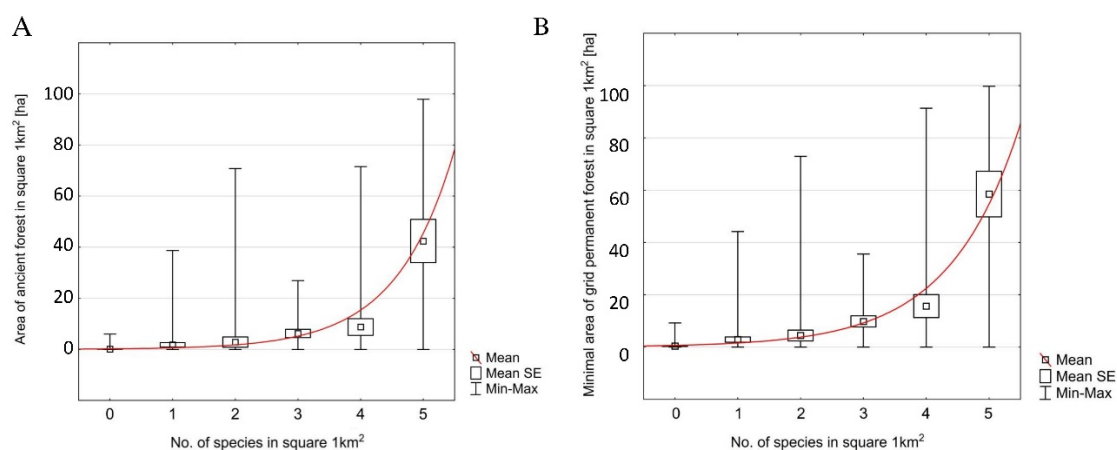 A
Area of ancient forest in square 1km² [ha]
100
80
60
40
20
0
0 1 2 3 4 5
No. of species in square 1km²
Mean
Mean SE
Min-Max
B
Minimal area of grid permanent forest in square 1km² [ha]
100
80
60
40
20
0
0 1 2 3 4 5
No. of species in square 1km²
Mean
Mean SE
Min-Max